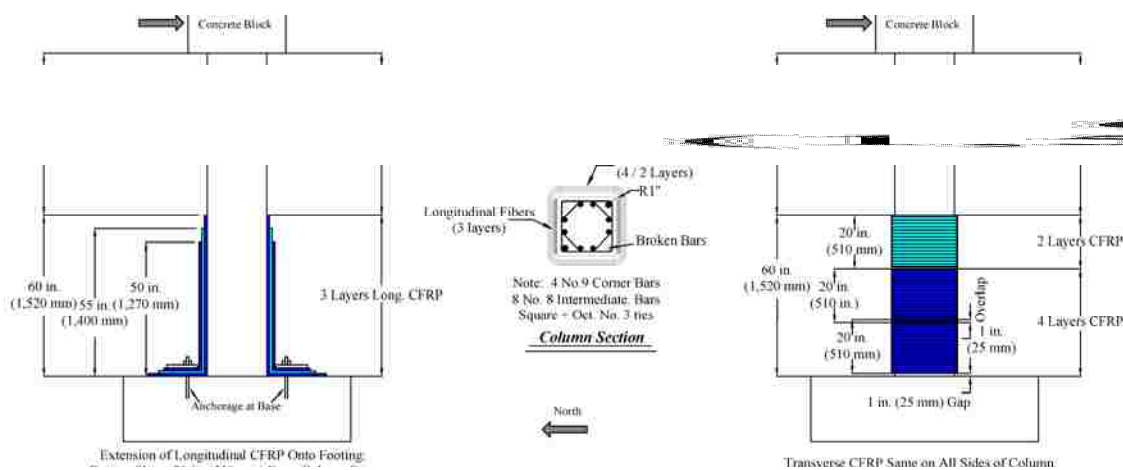 Concrete Block
60 in.
(1,520 mm)
55 in.
(1,400 mm)
50 in.
(1,270 mm)
3 Layers Long. CFRP
Anchorage at Base
Extension of Longitudinal CFRP Onto Footing:
(4 / 2 Layers)
R1"
Longitudinal Fibers
(3 layers)
Broken Bars
Note: 4 No 9 Corner Bars
8 No. 8 Intermediate. Bars
Square + Oct. No. 3 ties
Column Section
North
Concrete Block
20 in.
(510 mm)
2 Layers CFRP
60 in.
(1,520 mm)
20 in.
(510 in.)
Overlap
4 Layers CFRP
20 in.
(510 mm)
1 in.
(25 mm)
1 in. (25 mm) Gap
Transverse CFRP Same on All Sides of Column